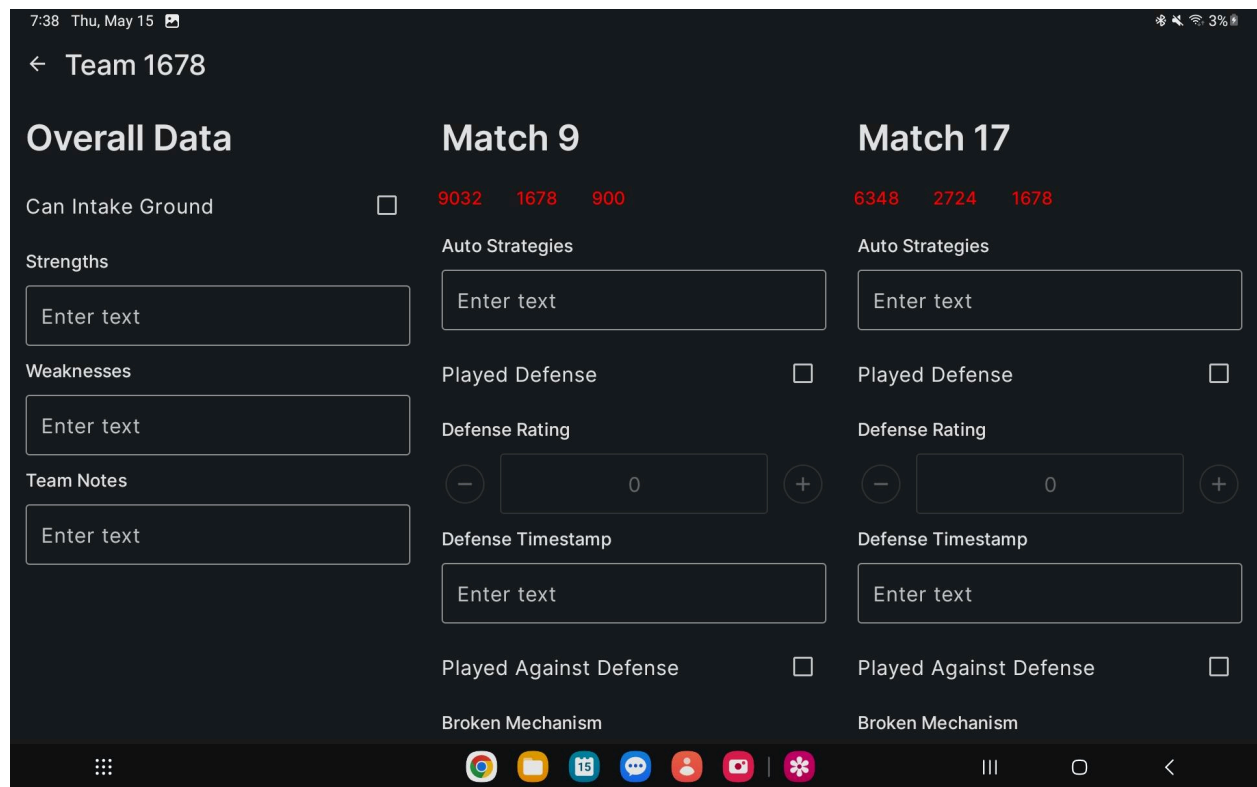 7:38 Thu, May 15 3%
Team 1678
Overall Data
Can Intake Ground
Strengths
Enter text
Weaknesses
Enter text
Team Notes
Enter text
Match 9
9032 1678 900
Auto Strategies
Enter text
Played Defense
Defense Rating
0
Defense Timestamp
Enter text
Played Against Defense
Broken Mechanism
Match 17
6348 2724 1678
Auto Strategies
Enter text
Played Defense
Defense Rating
0
Defense Timestamp
Enter text
Played Against Defense
Broken Mechanism
15